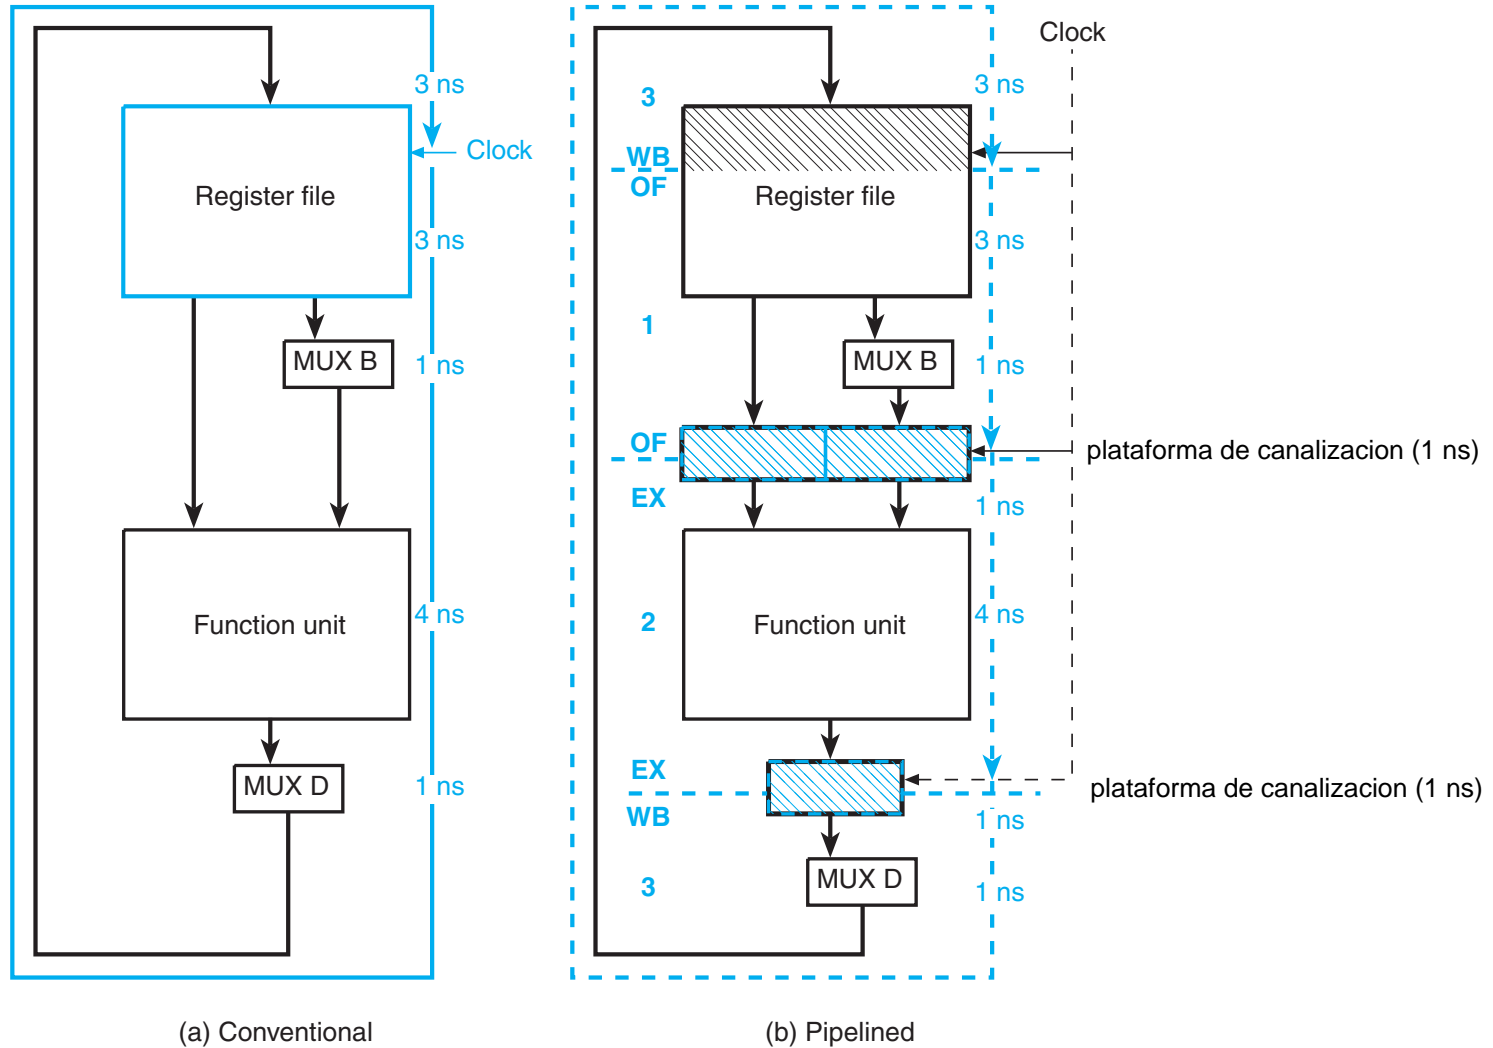 3 ns
Clock
Register file
3 ns
MUX B
1 ns
Function unit
4 ns
MUX D
1 ns
(a) Conventional
Clock
3
3 ns
WB
OF
Register file
3 ns
1
MUX B
1 ns
OF
plataforma de canalizacion (1 ns)
EX
1 ns
2
Function unit
4 ns
EX
plataforma de canalizacion (1 ns)
WB
1 ns
3
MUX D
1 ns
(b) Pipelined